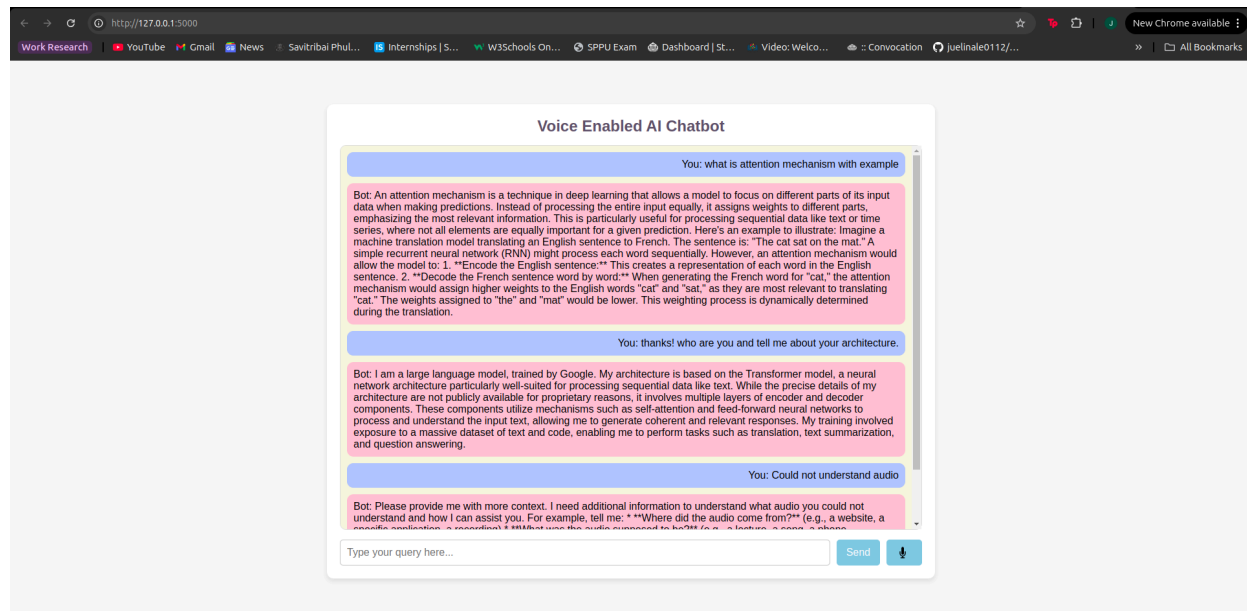 http://127.0.0.1:5000
New Chrome available
Work Research YouTube Gmail News Savitribai Phul... Internships | S... W3Schools On... SPPU Exam Dashboard | St... Video: Welco... :: Convocation juelinale0112/... » All Bookmarks
Voice Enabled AI Chatbot
You: what is attention mechanism with example
Bot: An attention mechanism is a technique in deep learning that allows a model to focus on different parts of its input
data when making predictions. Instead of processing the entire input equally, it assigns weights to different parts,
emphasizing the most relevant information. This is particularly useful for processing sequential data like text or time
series, where not all elements are equally important for a given prediction. Here's an example to illustrate: Imagine a
machine translation model translating an English sentence to French. The sentence is: "The cat sat on the mat." A
simple recurrent neural network (RNN) might process each word sequentially. However, an attention mechanism would
allow the model to: 1. **Encode the English sentence:** This creates a representation of each word in the English
sentence. 2. **Decode the French sentence word by word:** When generating the French word for "cat," the attention
mechanism would assign higher weights to the English words "cat" and "sat," as they are most relevant to translating
"cat." The weights assigned to "the" and "mat" would be lower. This weighting process is dynamically determined
during the translation.
You: thanks! who are you and tell me about your architecture.
Bot: I am a large language model, trained by Google. My architecture is based on the Transformer model, a neural
network architecture particularly well-suited for processing sequential data like text. While the precise details of my
architecture are not publicly available for proprietary reasons, it involves multiple layers of encoder and decoder
components. These components utilize mechanisms such as self-attention and feed-forward neural networks to
process and understand the input text, allowing me to generate coherent and relevant responses. My training involved
exposure to a massive dataset of text and code, enabling me to perform tasks such as translation, text summarization,
and question answering.
You: Could not understand audio
Bot: Please provide me with more context. I need additional information to understand what audio you could not
understand and how I can assist you. For example, tell me: * **Where did the audio come from?** (e.g., a website, a
specific application, a recording) * **What was the audio supposed to be?** (e.g., a lecture, a song, a phone
Type your query here...
Send